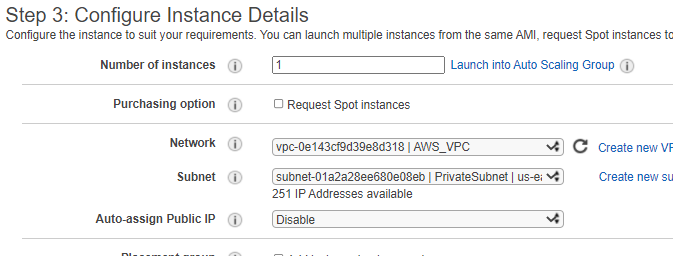 Step 3: Configure Instance Details
Configure the instance to suit your requirements. You can launch multiple instances from the same AMI, request Spot instances to
Number of instances 1 Launch into Auto Scaling Group
Purchasing option Request Spot instances
Network vpc-0e143cf9d39e8d318 | AWS_VPC Create new VP
Subnet subnet-01a2a28ee680e08eb | PrivateSubnet | us-ea Create new su
251 IP Addresses available
Auto-assign Public IP Disable